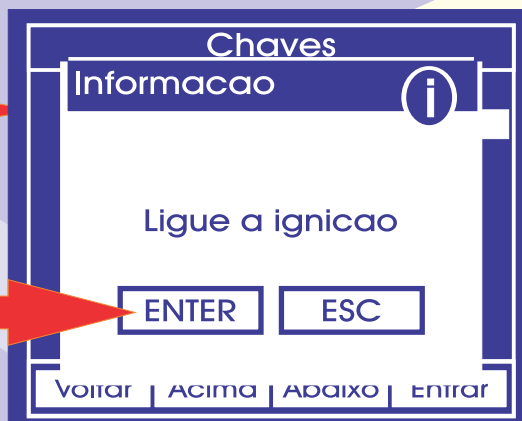 Chaves
Informacao
i
Ligue a ignicao
ENTER ESC
Voltar Acima Abaixo Entrar